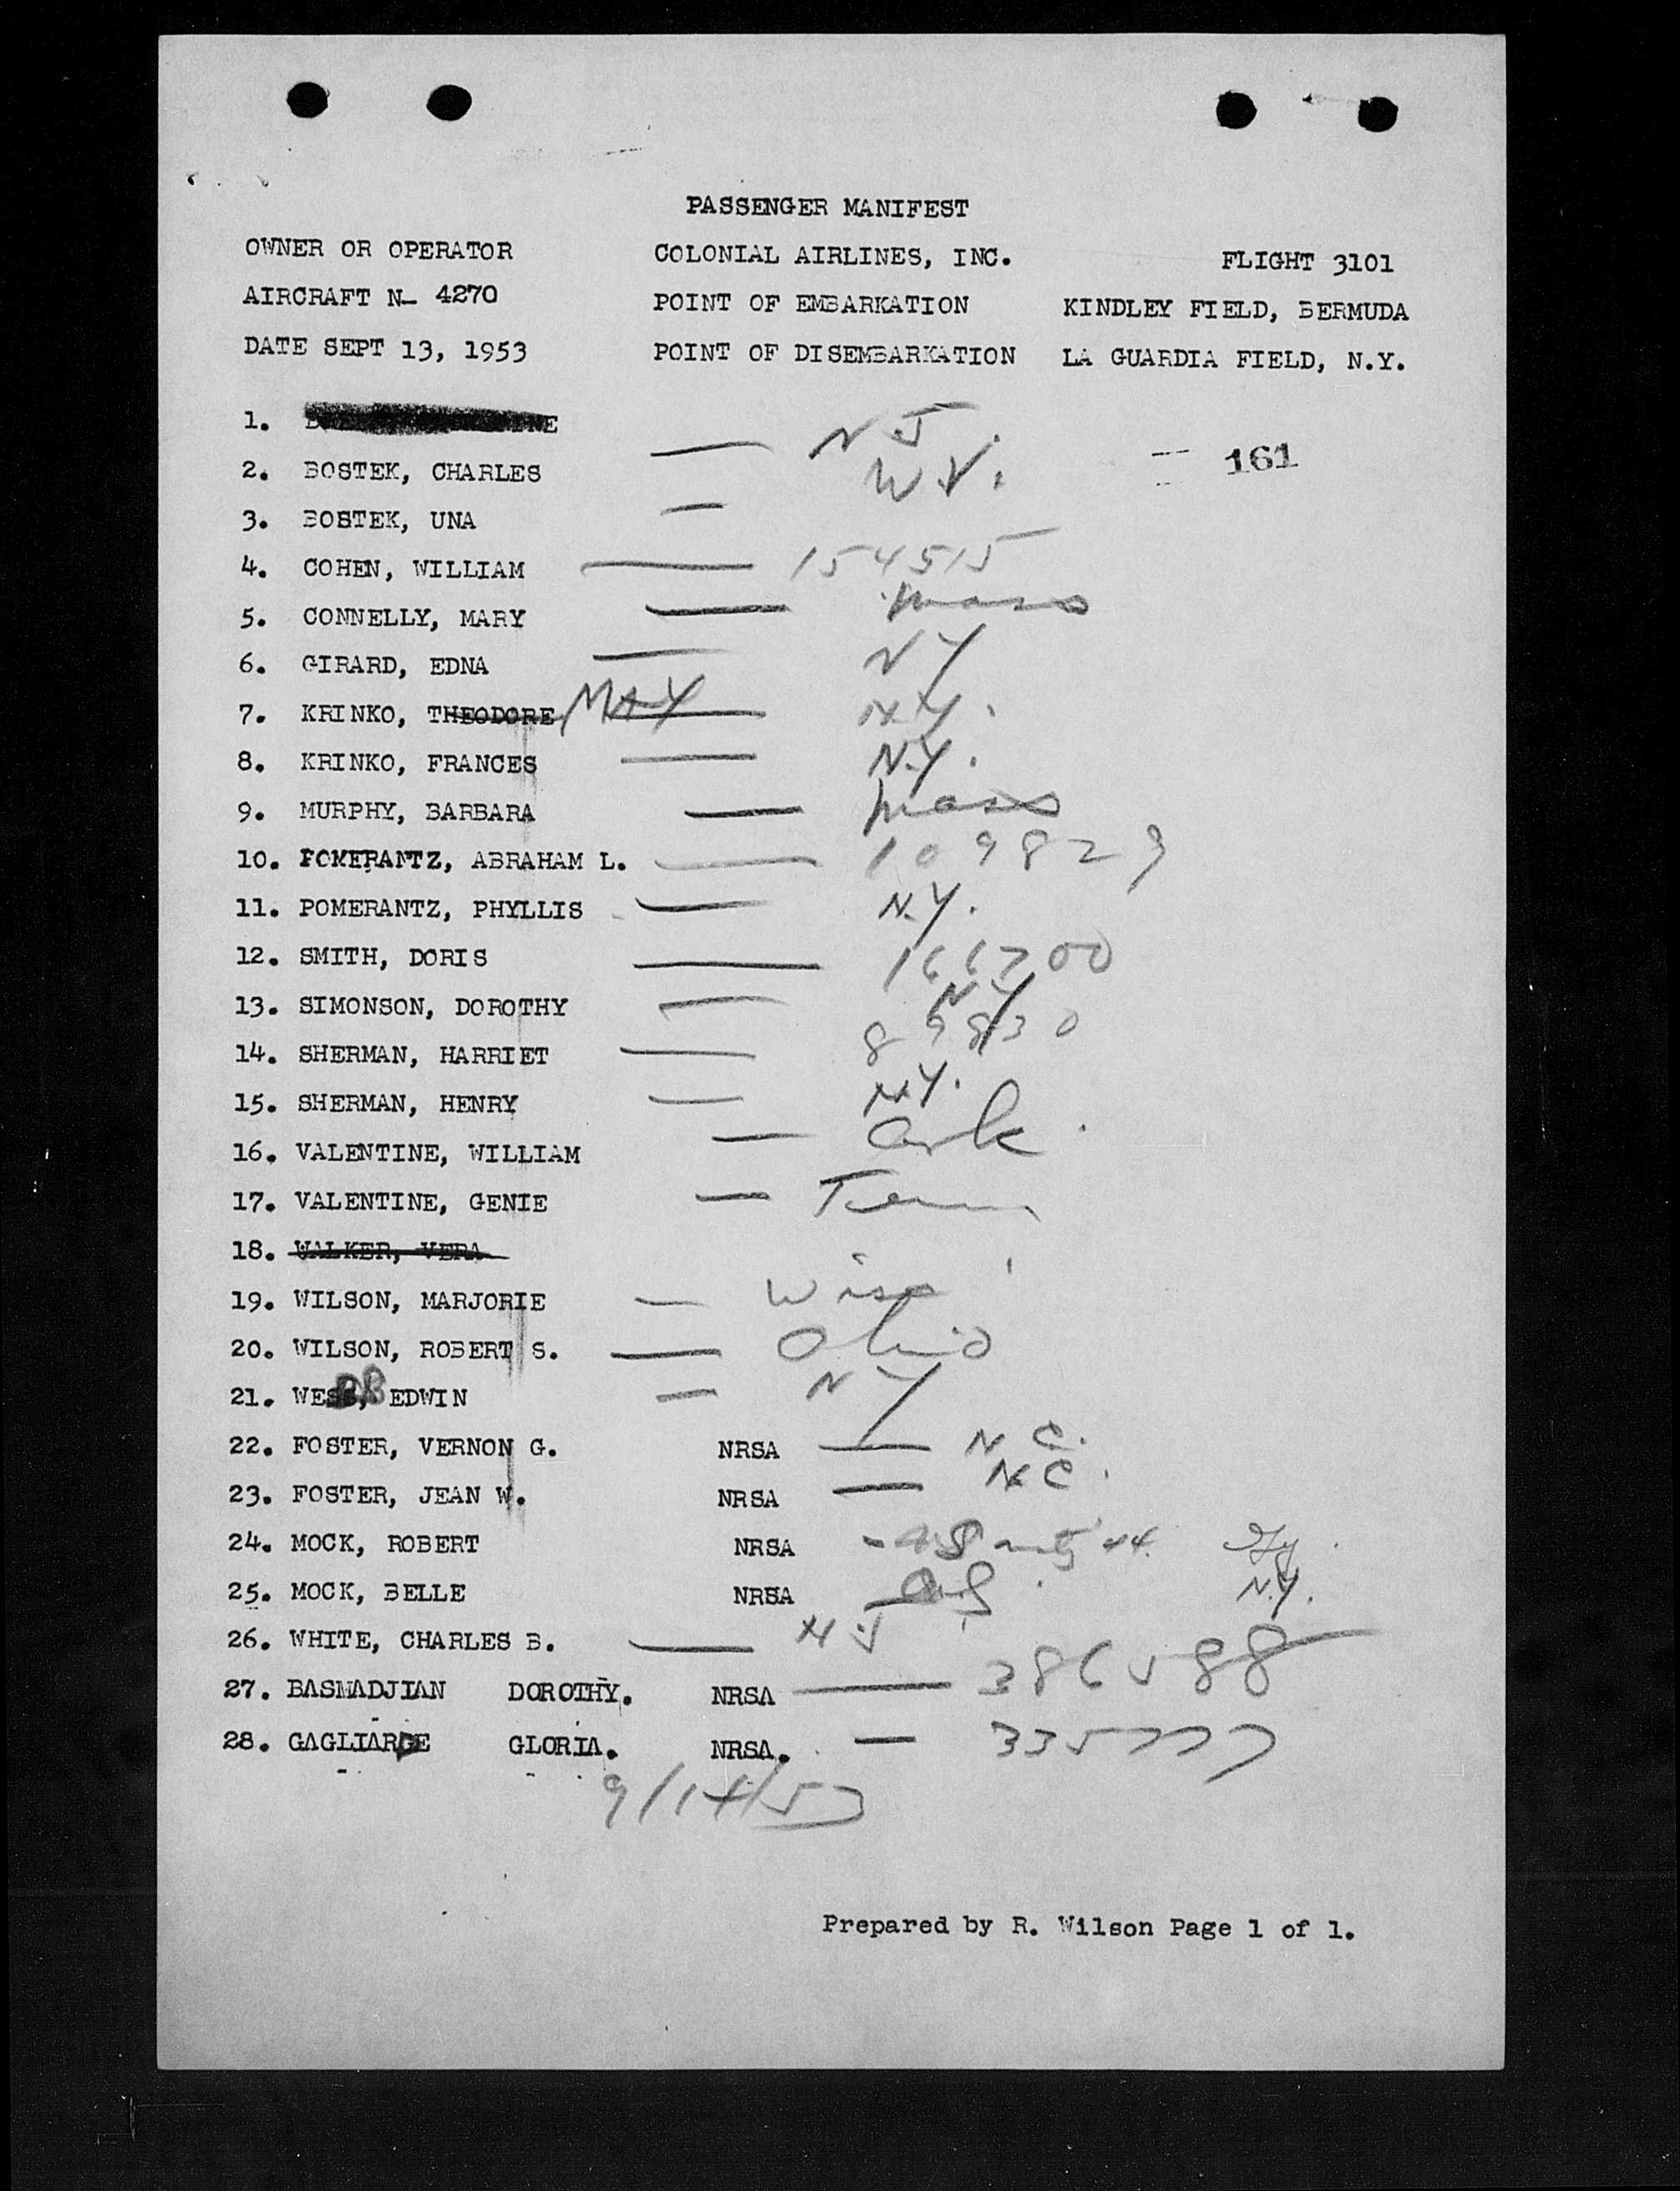 PASSENGER MANIFEST
OWNER OR OPERATOR COLONIAL AIRLINES, INC. FLIGHT 3101
AIRCRAFT N- 4270 POINT OF EMBARKATION KINDLEY FIELD, BERMUDA
DATE SEPT 13, 1953 POINT OF DISEMBARKATION LA GUARDIA FIELD, N.Y.
1.
2. BOSTEK, CHARLES — N J. 161
3. BOSTEK, UNA — W V.
4. COHEN, WILLIAM — 154515
5. CONNELLY, MARY — Mass
6. GIRARD, EDNA — NY
7. KRINKO, THEODORE MAX — N.Y.
8. KRINKO, FRANCES — N.Y.
9. MURPHY, BARBARA — Mass
10. POMERANTZ, ABRAHAM L. — 109829
11. POMERANTZ, PHYLLIS — N.Y.
12. SMITH, DORIS — 166700
13. SIMONSON, DOROTHY — NY
14. SHERMAN, HARRIET — 89830
15. SHERMAN, HENRY — N.Y.
16. VALENTINE, WILLIAM — Ark.
17. VALENTINE, GENIE — Tenn
18. WALKER, VERA
19. WILSON, MARJORIE — Wisc
20. WILSON, ROBERT S. — Ohio
21. EDWIN — NY
22. FOSTER, VERNON G. NRSA — N C.
23. FOSTER, JEAN W. NRSA — N C.
24. MOCK, ROBERT NRSA
25. MOCK, BELLE NRSA N.Y.
26. WHITE, CHARLES B. — N J
27. BASMADJIAN DOROTHY. NRSA — 386588
28. GLORIA. NRSA. — 335777
9/14/53
Prepared by R. Wilson Page 1 of 1.